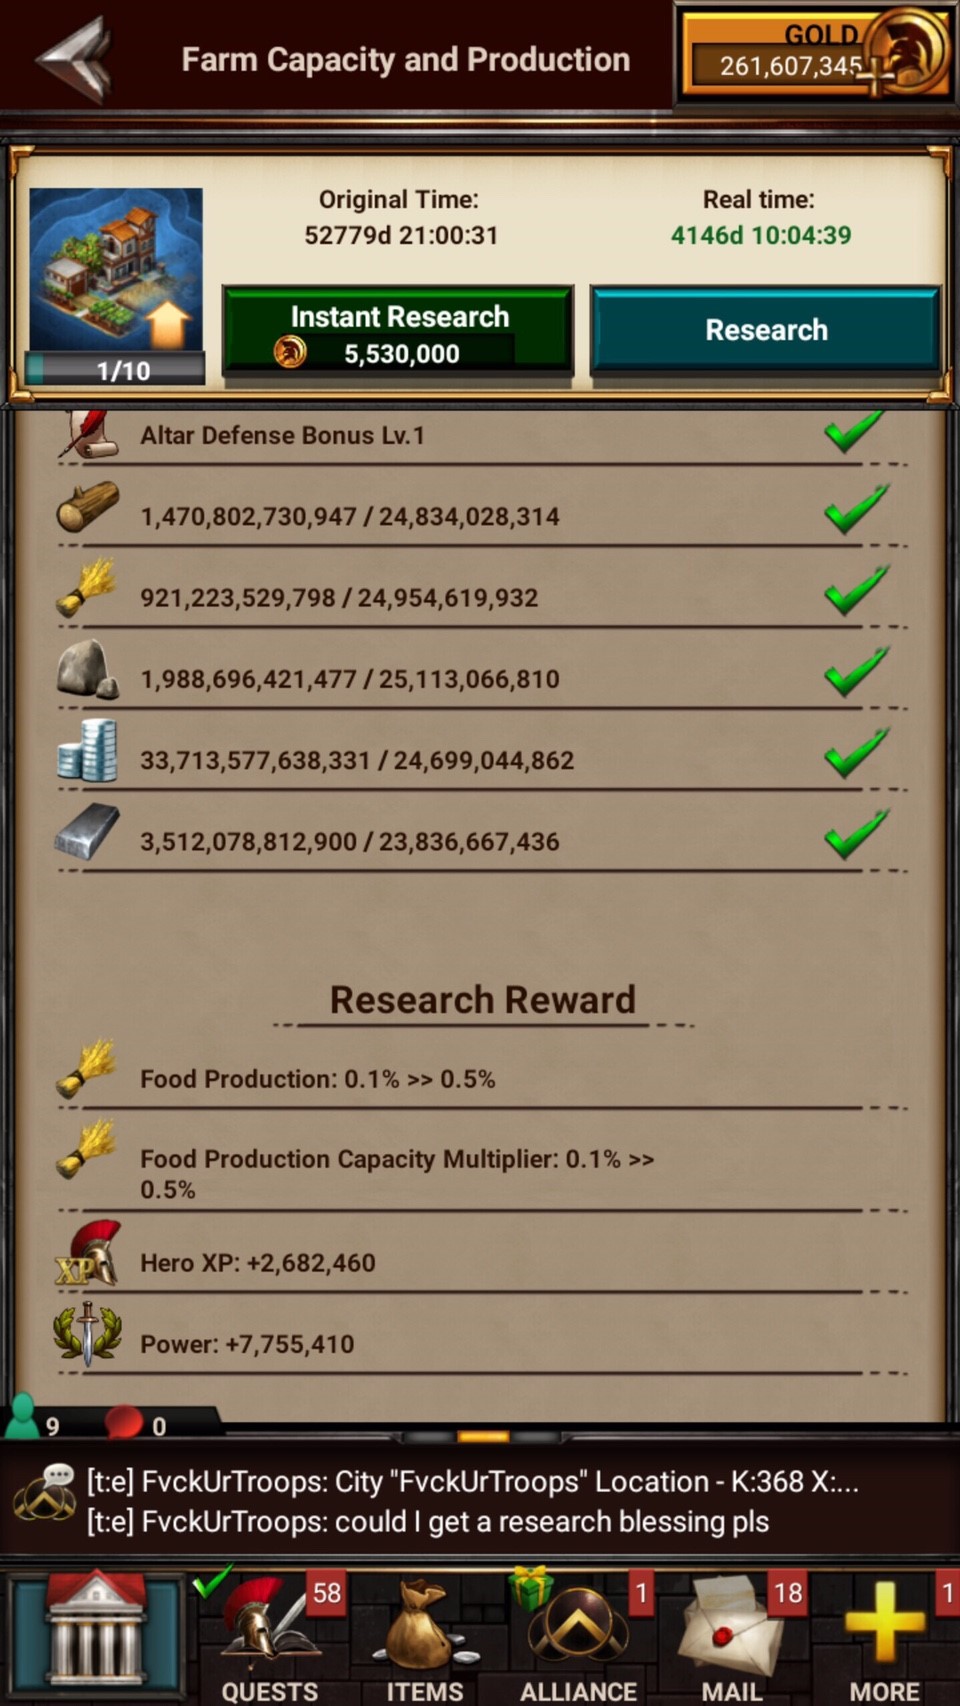 Farm Capacity and Production
GOLD
261,607,345
Original Time:
52779d 21:00:31
Real time:
4146d 10:04:39
Instant Research
5,530,000
Research
1/10
Altar Defense Bonus Lv.1
1,470,802,730,947 / 24,834,028,314
921,223,529,798 / 24,954,619,932
1,988,696,421,477 / 25,113,066,810
33,713,577,638,331 / 24,699,044,862
3,512,078,812,900 / 23,836,667,436
Research Reward
Food Production: 0.1% >> 0.5%
Food Production Capacity Multiplier: 0.1% >>
0.5%
XP
Hero XP: +2,682,460
Power: +7,755,410
9
0
[t:e] FvckUrTroops: City "FvckUrTroops" Location - K:368 X:...
[t:e] FvckUrTroops: could I get a research blessing pls
58
1
18
1
QUESTS
ITEMS
ALLIANCE
MAIL
MORE